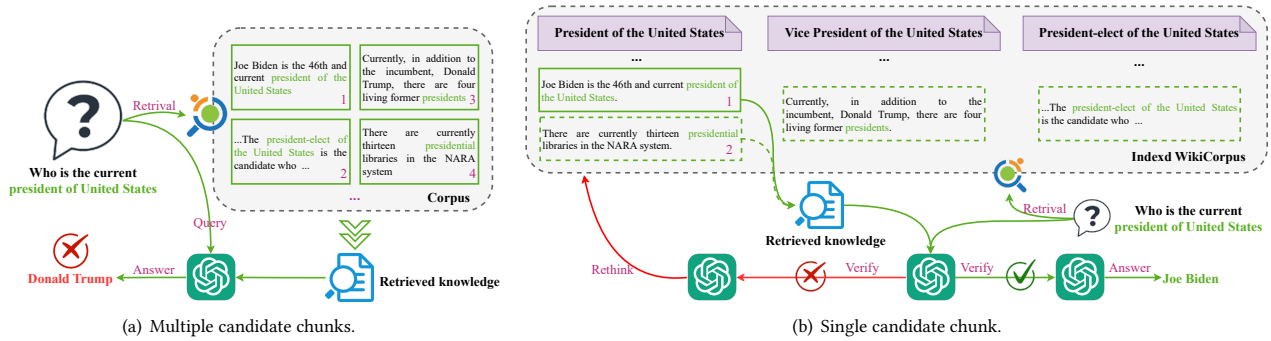 Retrival
Who is the current
president of United States
Joe Biden is the 46th and
current president of the
United States
1
Currently, in addition to
the incumbent, Donald
Trump, there are four
living former presidents
3
...The president-elect of
the United States is the
candidate who ...
2
There are currently
thirteen presidential
libraries in the NARA
system
4
...
Corpus
Query
Answer
Donald Trump
Retrieved knowledge
(a) Multiple candidate chunks.
President of the United States
Vice President of the United States
President-elect of the United States
...
...
...
Joe Biden is the 46th and current president of
the United States.
1
There are currently thirteen presidential
libraries in the NARA system.
2
Currently, in addition to the
incumbent, Donald Trump, there are four
living former presidents.
...The president-elect of the United States
is the candidate who ...
Indexd WikiCorpus
Retrieved knowledge
Retrival
Who is the current
president of United States
Rethink
Verify
Verify
Answer
Joe Biden
(b) Single candidate chunk.